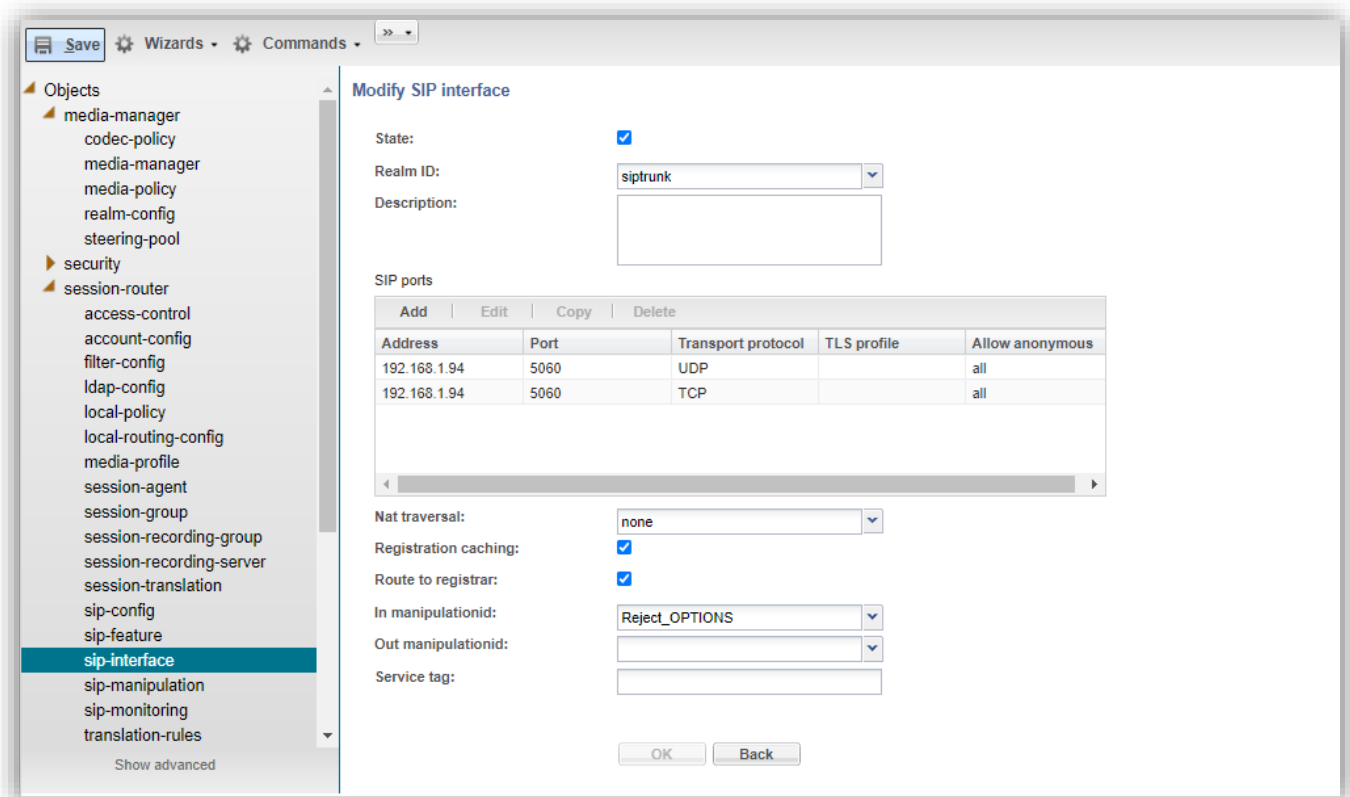 Save Wizards Commands »
Objects
media-manager
codec-policy
media-manager
media-policy
realm-config
steering-pool
security
session-router
access-control
account-config
filter-config
ldap-config
local-policy
local-routing-config
media-profile
session-agent
session-group
session-recording-group
session-recording-server
session-translation
sip-config
sip-feature
sip-interface
sip-manipulation
sip-monitoring
translation-rules
Show advanced
Modify SIP interface
State:
Realm ID: siptrunk
Description:
SIP ports
Add Edit Copy Delete
Address Port Transport protocol TLS profile Allow anonymous
192.168.1.94 5060 UDP all
192.168.1.94 5060 TCP all
Nat traversal: none
Registration caching:
Route to registrar:
In manipulationid: Reject_OPTIONS
Out manipulationid:
Service tag:
OK Back